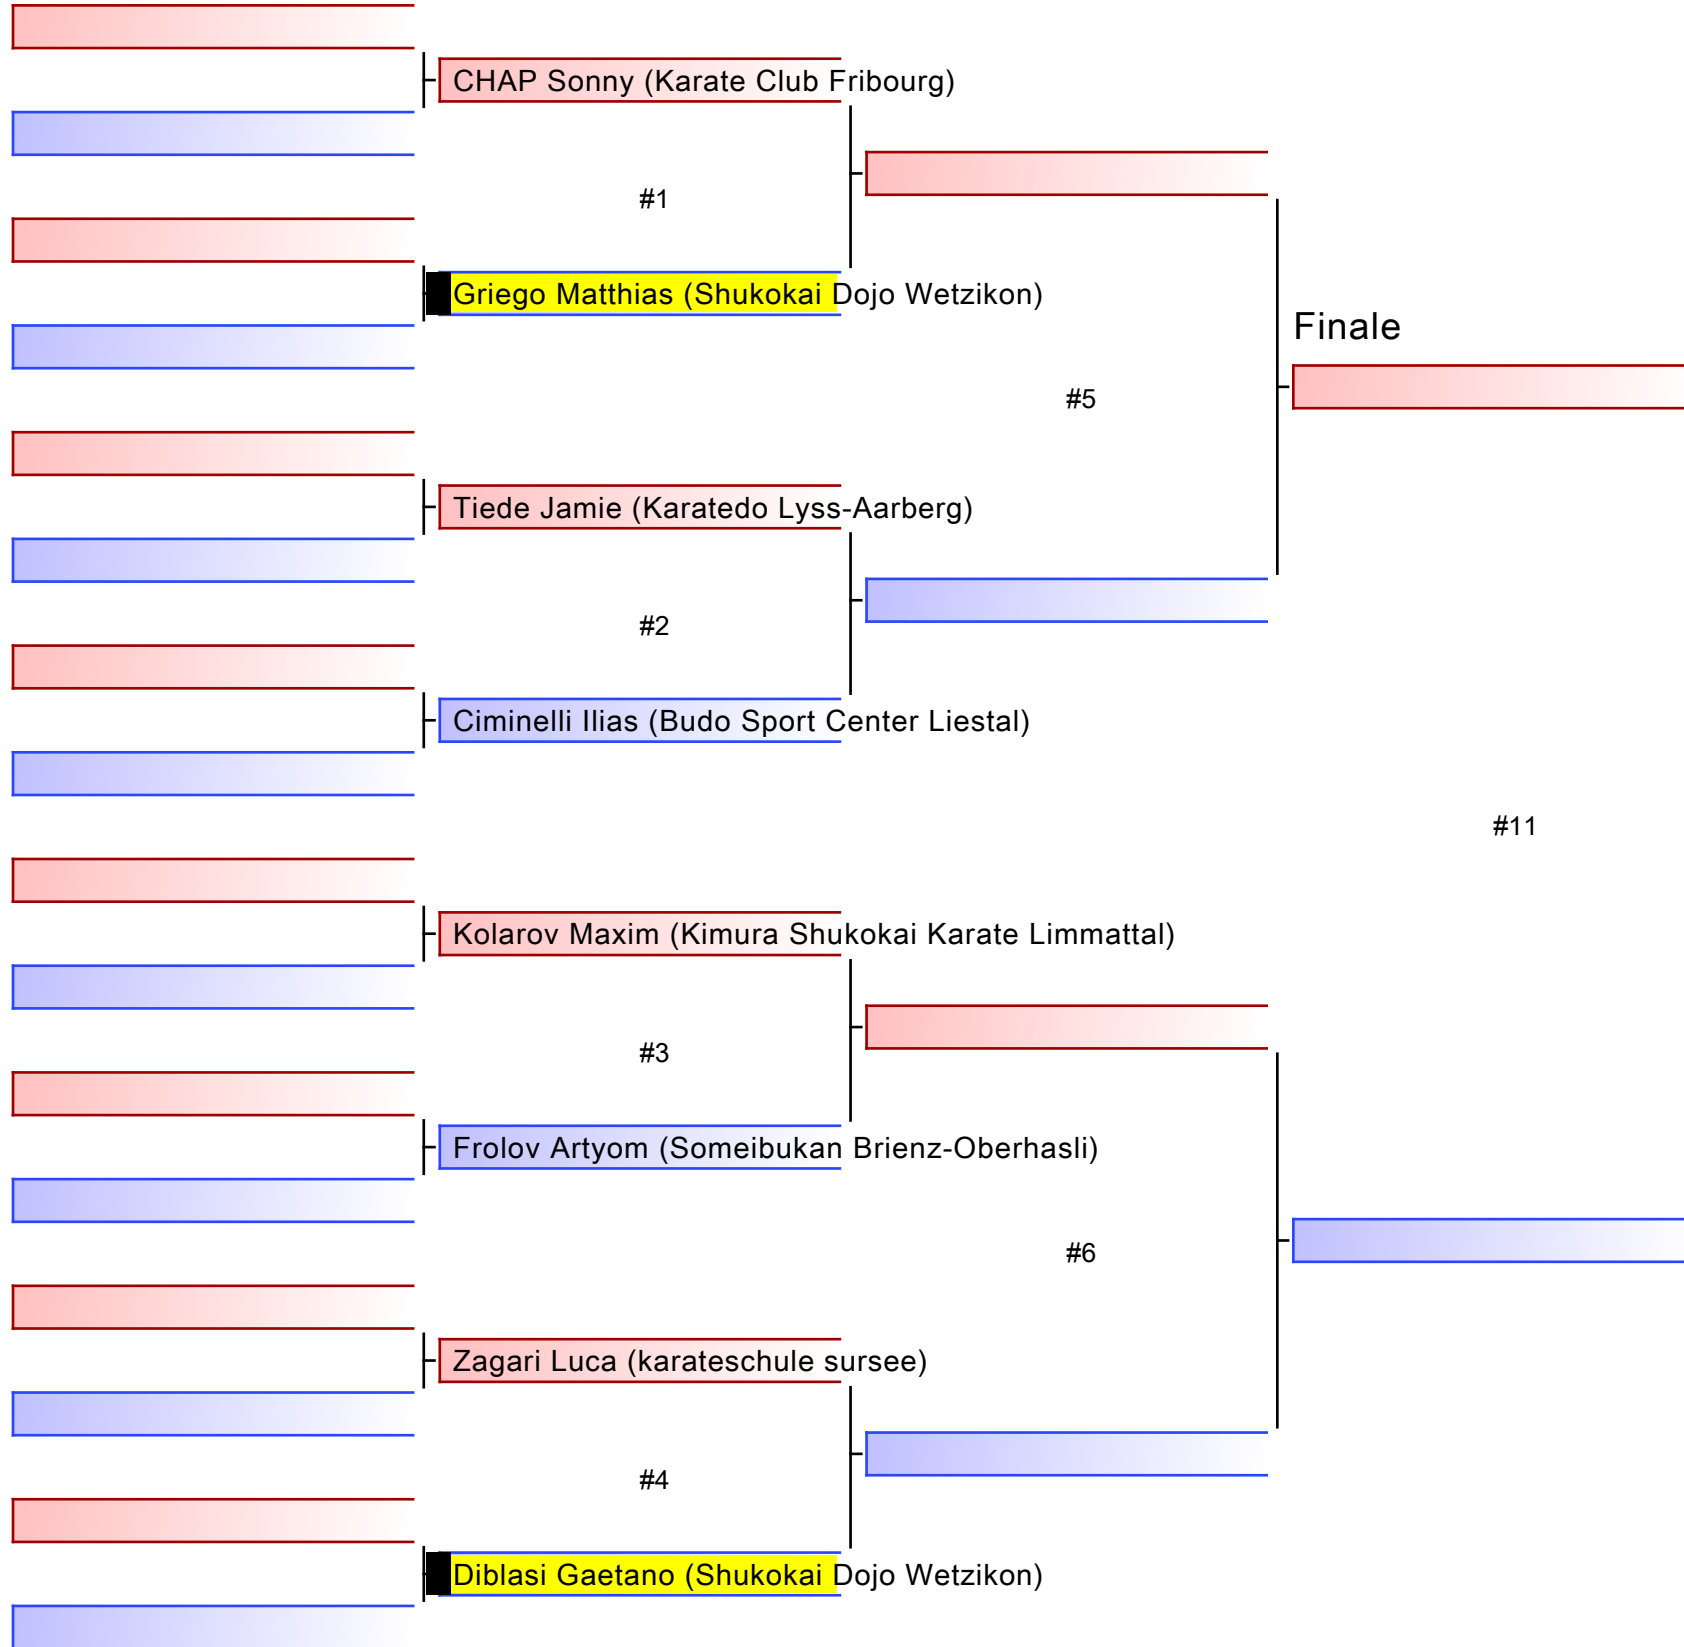 CHAP Sonny (Karate Club Fribourg)
#1
Griego Matthias (Shukokai Dojo Wetzikon)
Finale
#5
Tiede Jamie (Karatedo Lyss-Aarberg)
#2
Ciminelli Ilias (Budo Sport Center Liestal)
#11
Kolarov Maxim (Kimura Shukokai Karate Limmattal)
#3
Frolov Artyom (Someibukan Brienz-Oberhasli)
#6
Zagari Luca (karateschule sursee)
#4
Diblasi Gaetano (Shukokai Dojo Wetzikon)